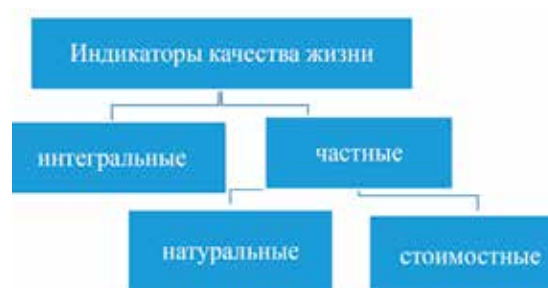 Индикаторы качества жизни
интегральные
частные
натуральные
стоимостные